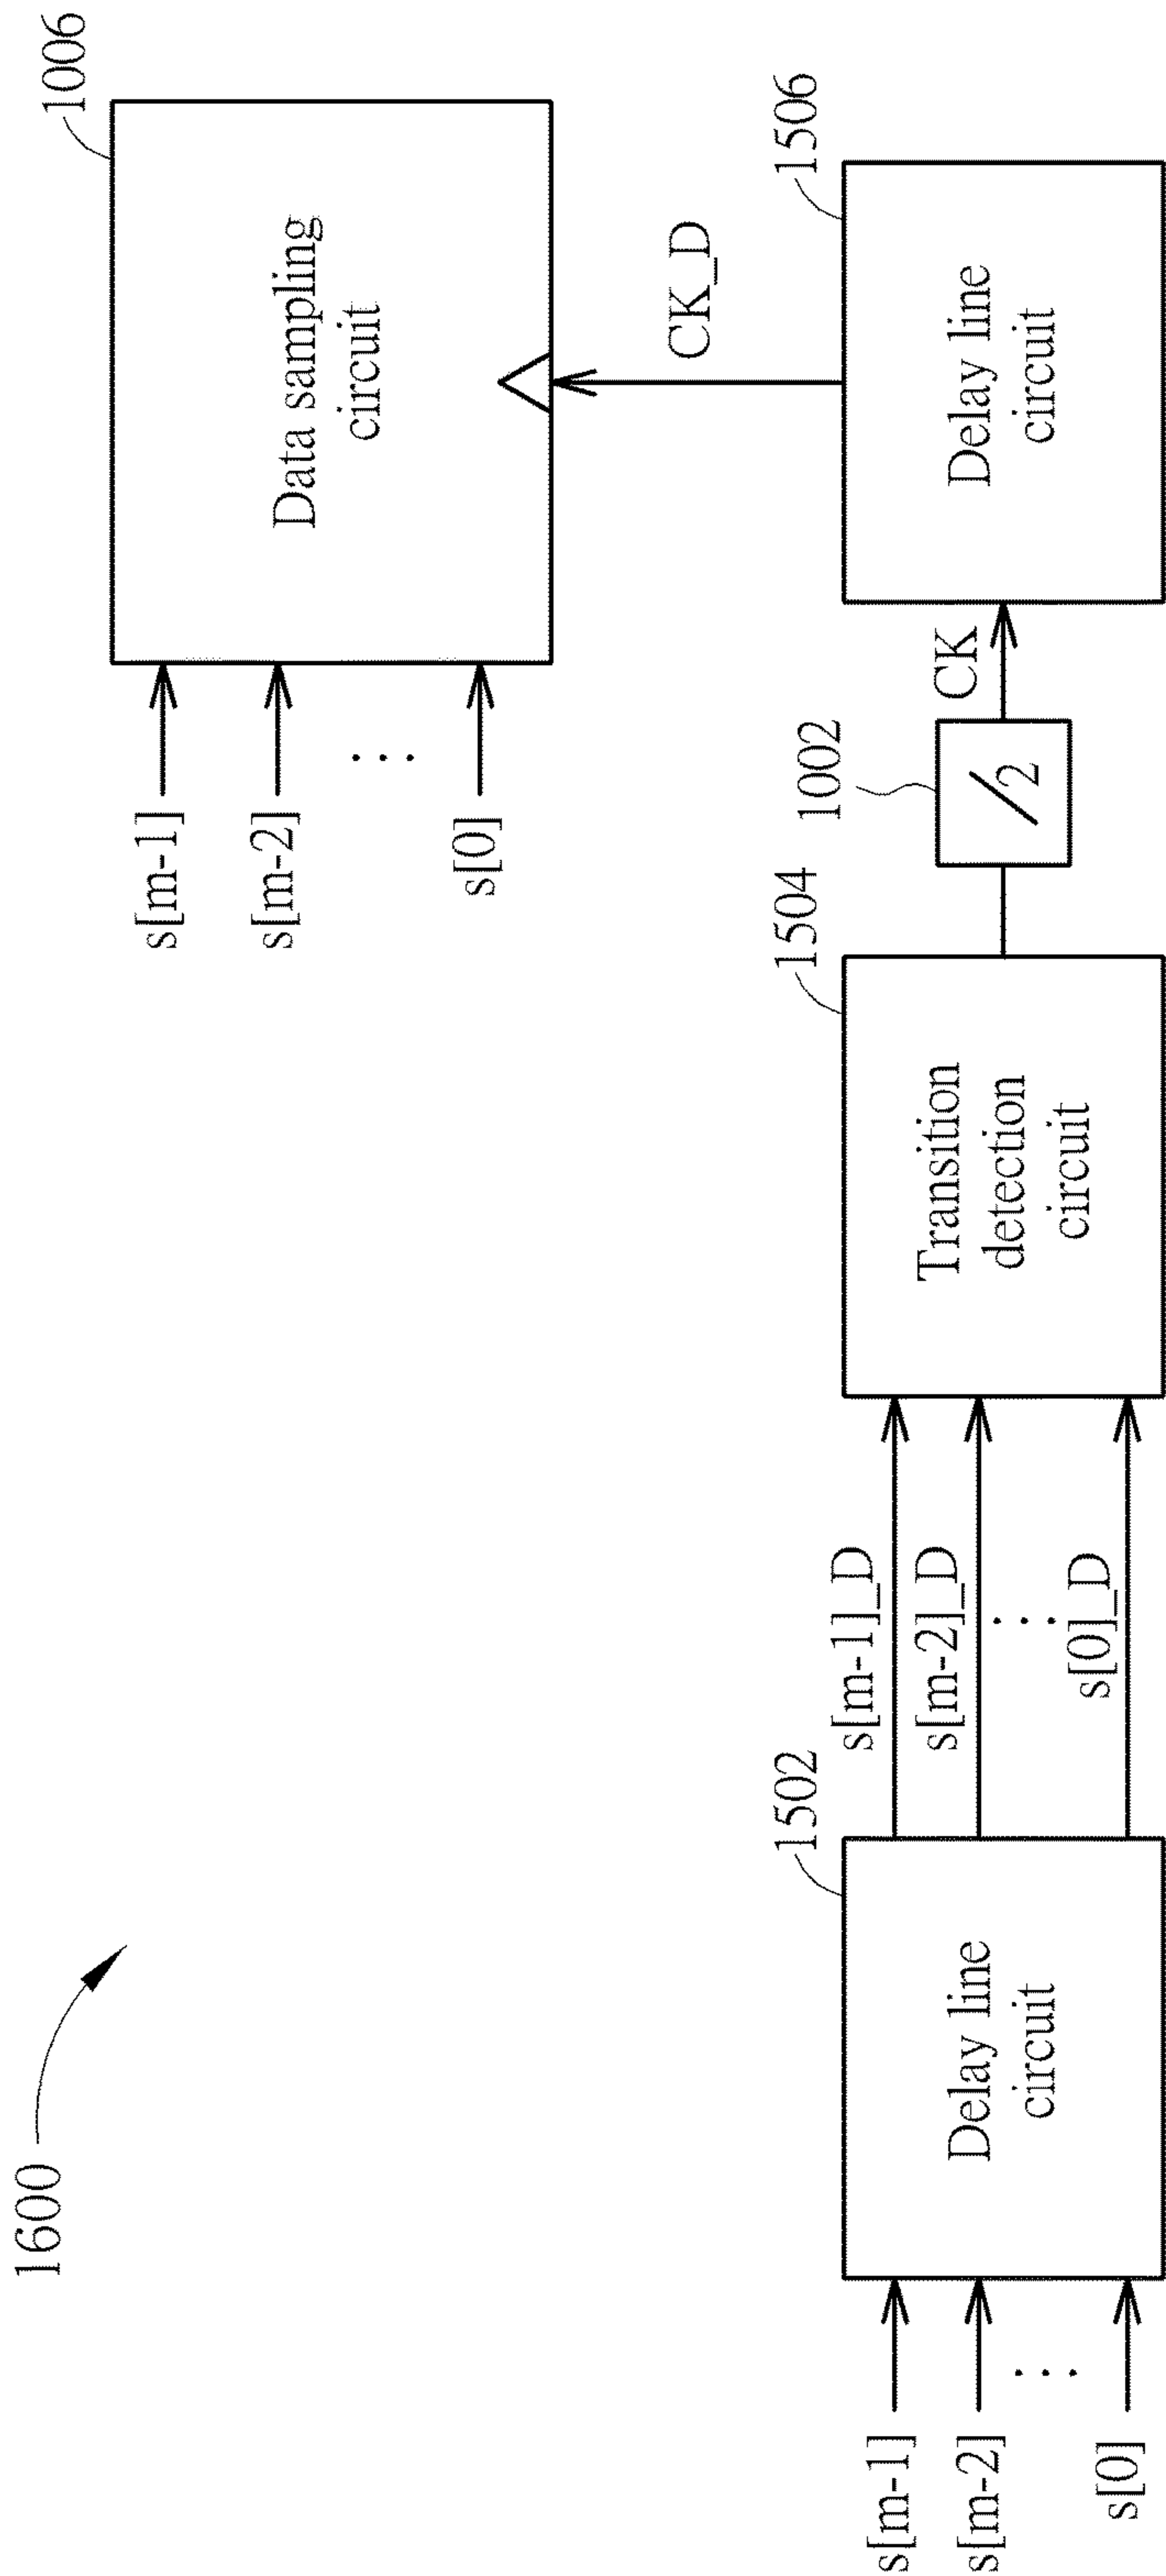 1600
s[m-1]
s[m-2]
. . .
s[0]
Data sampling
circuit
1006
CK_D
s[m-1]
s[m-2]
. . .
s[0]
Delay line
circuit
1502
s[m-1]_D
s[m-2]_D
. . .
s[0]_D
Transition
detection
circuit
1504
/2
1002
CK
Delay line
circuit
1506